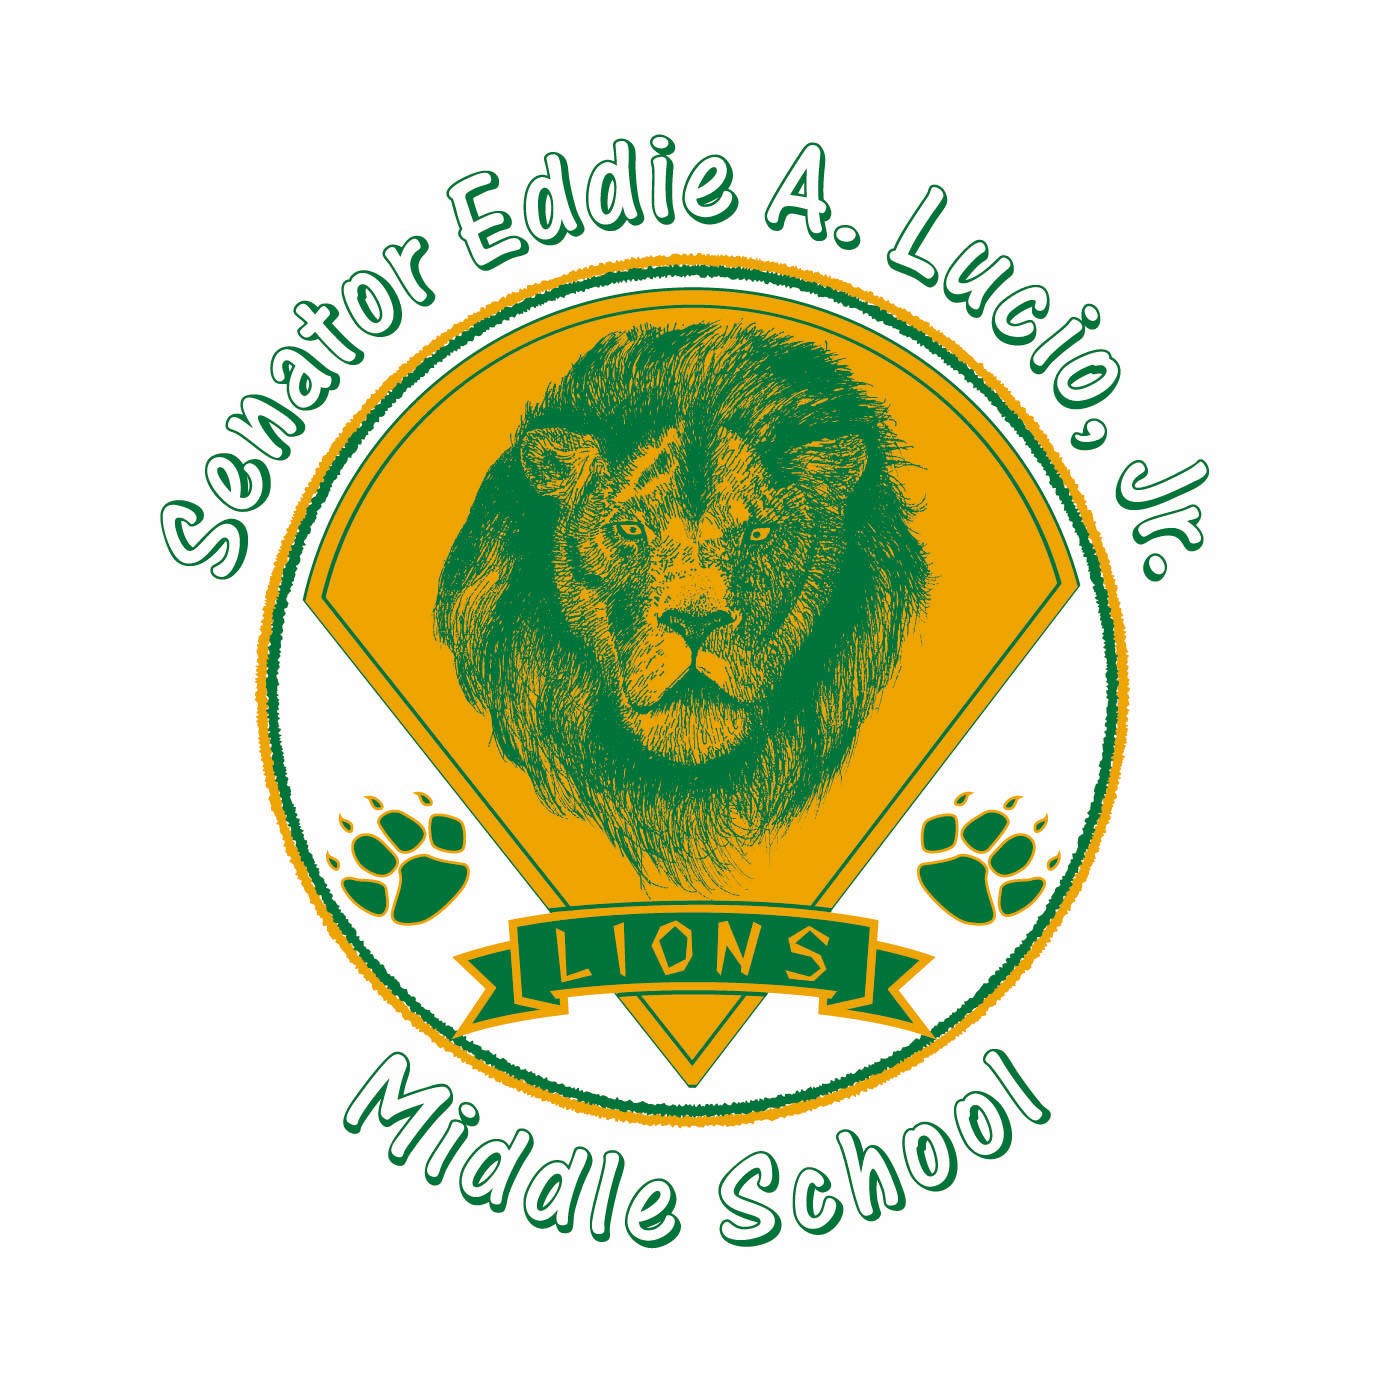 Senator Eddie A. Lucio, Jr.
LIONS
Middle School